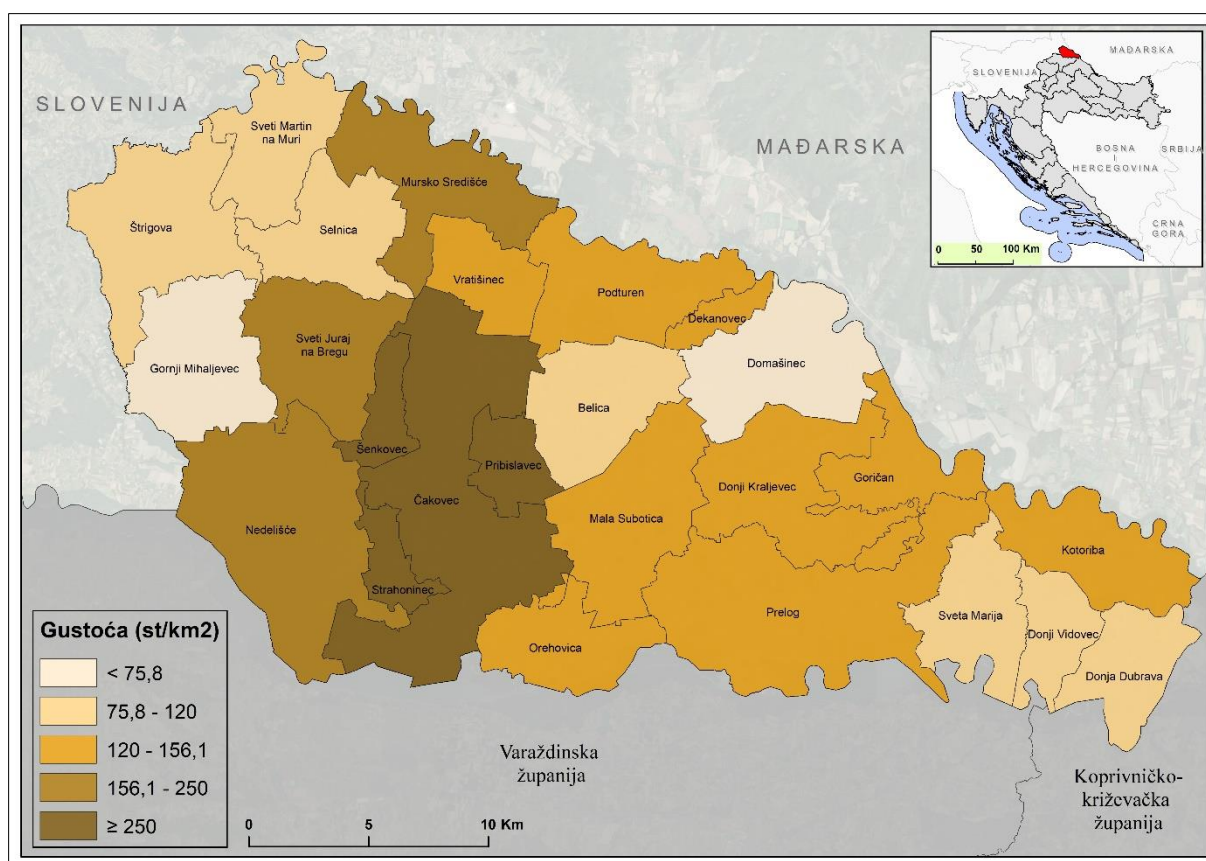 SLOVENIJA
MAĐARSKA
Sveti Martin
na Muri
Mursko Središće
Štrigova
Selnica
Vratišinec
Podturen
Dekanovec
Sveti Juraj
na Bregu
Gornji Mihaljevec
Domašinec
Belica
Šenkovec
Pribislavec
Čakovec
Donji Kraljevec
Goričan
Nedelišće
Mala Subotica
Kotoriba
Strahoninec
Prelog
Sveta Marija
Donji Vidovec
Orehovica
Donja Dubrava
Varaždinska
županija
Koprivničko-
križevačka
županija
MAĐARSKA
SLOVENIJA
BOSNA
I
HERCEGOVINA
SRBIJA
CRNA
GORA
0 50 100 Km
Gustoća (st/km2)
< 75,8
75,8 - 120
120 - 156,1
156,1 - 250
≥ 250
0 5 10 Km